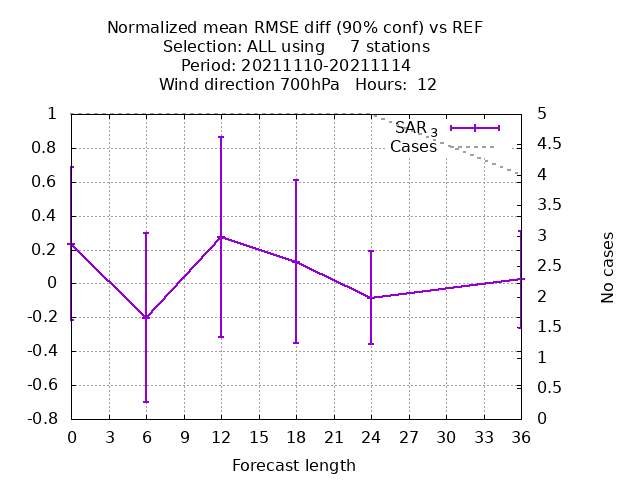 Normalized mean RMSE diff (90% conf) vs REF
Selection: ALL using     7 stations
Period: 20211110-20211114
Wind direction 700hPa   Hours:  12
1
0.8
0.6
0.4
0.2
0
-0.2
-0.4
-0.6
-0.8
SAR 3
Cases
5
4.5
4
3.5
3
2.5
2
1.5
1
0.5
0
No cases
0 3 6 9 12 15 18 21 24 27 30 33 36
Forecast length